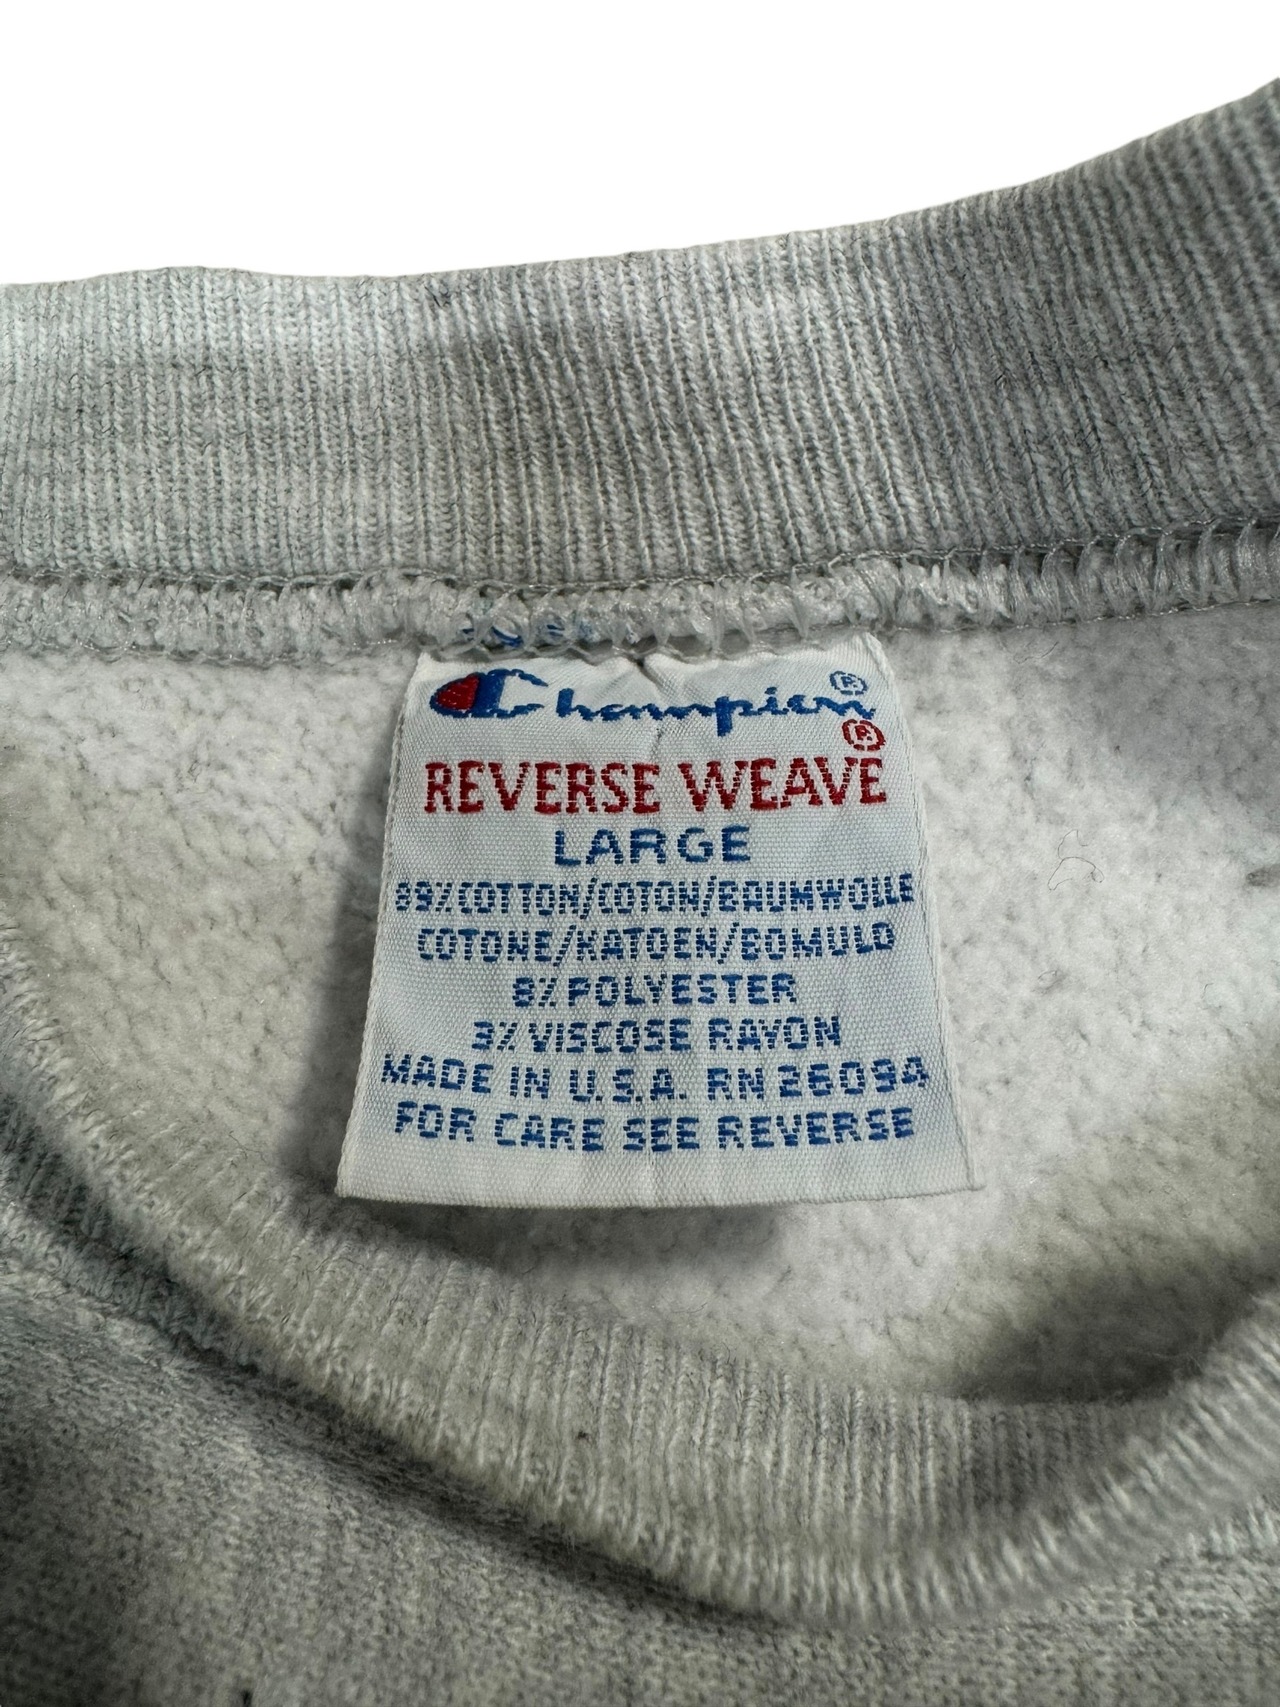 Champion®
REVERSE WEAVE®
LARGE
89% COTTON/COTON/BAUMWOLLE
COTONE/KATOEN/BOMULD
8% POLYESTER
3% VISCOSE RAYON
MADE IN U.S.A. RN 26094
FOR CARE SEE REVERSE